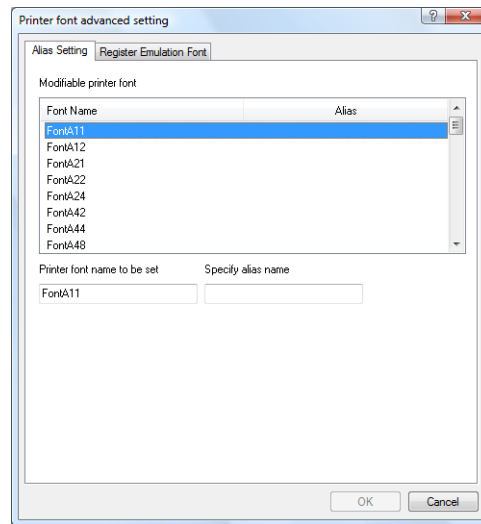 Printer font advanced setting
Alias Setting Register Emulation Font
Modifiable printer font
Font Name Alias
FontA11
FontA12
FontA21
FontA22
FontA24
FontA42
FontA44
FontA48
Printer font name to be set Specify alias name
FontA11
OK Cancel